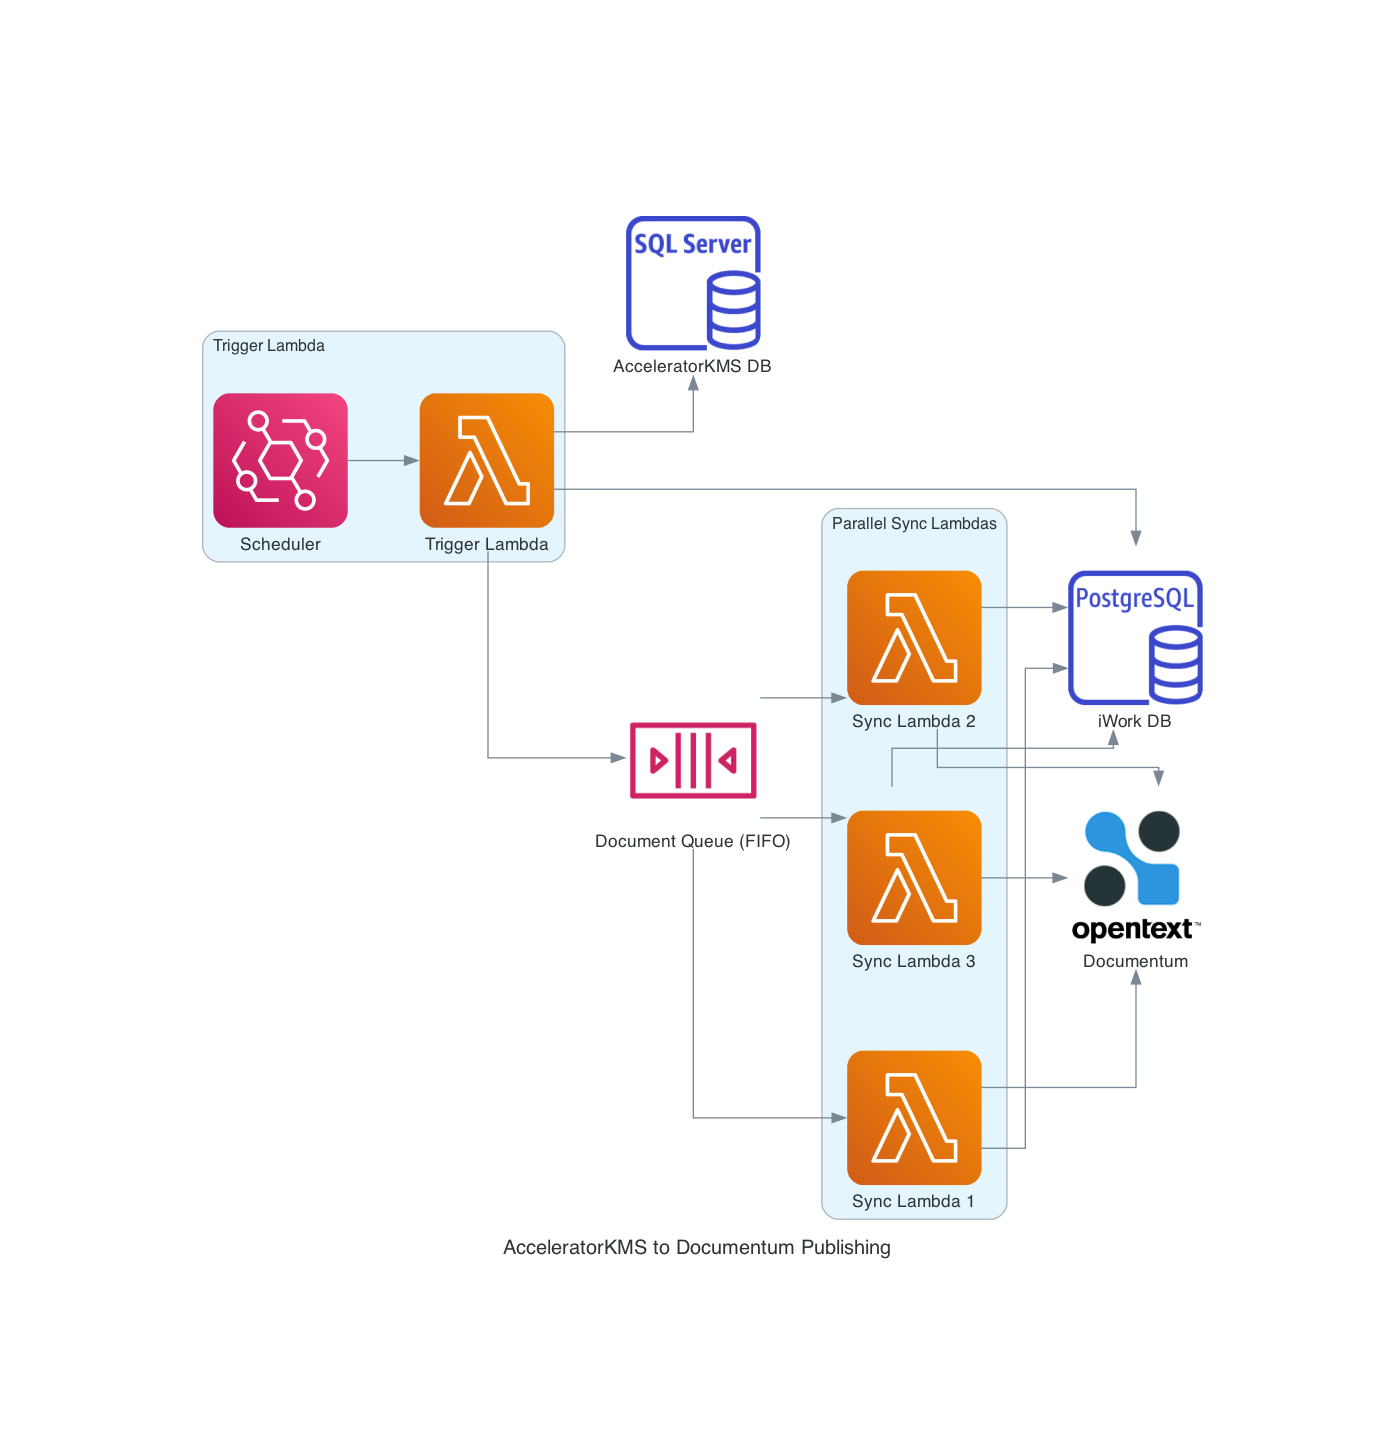 SQL Server
AcceleratorKMS DB
Trigger Lambda
Scheduler
Trigger Lambda
Parallel Sync Lambdas
PostgreSQL
Sync Lambda 2
iWork DB
Document Queue (FIFO)
opentext™
Sync Lambda 3
Documentum
Sync Lambda 1
AcceleratorKMS to Documentum Publishing